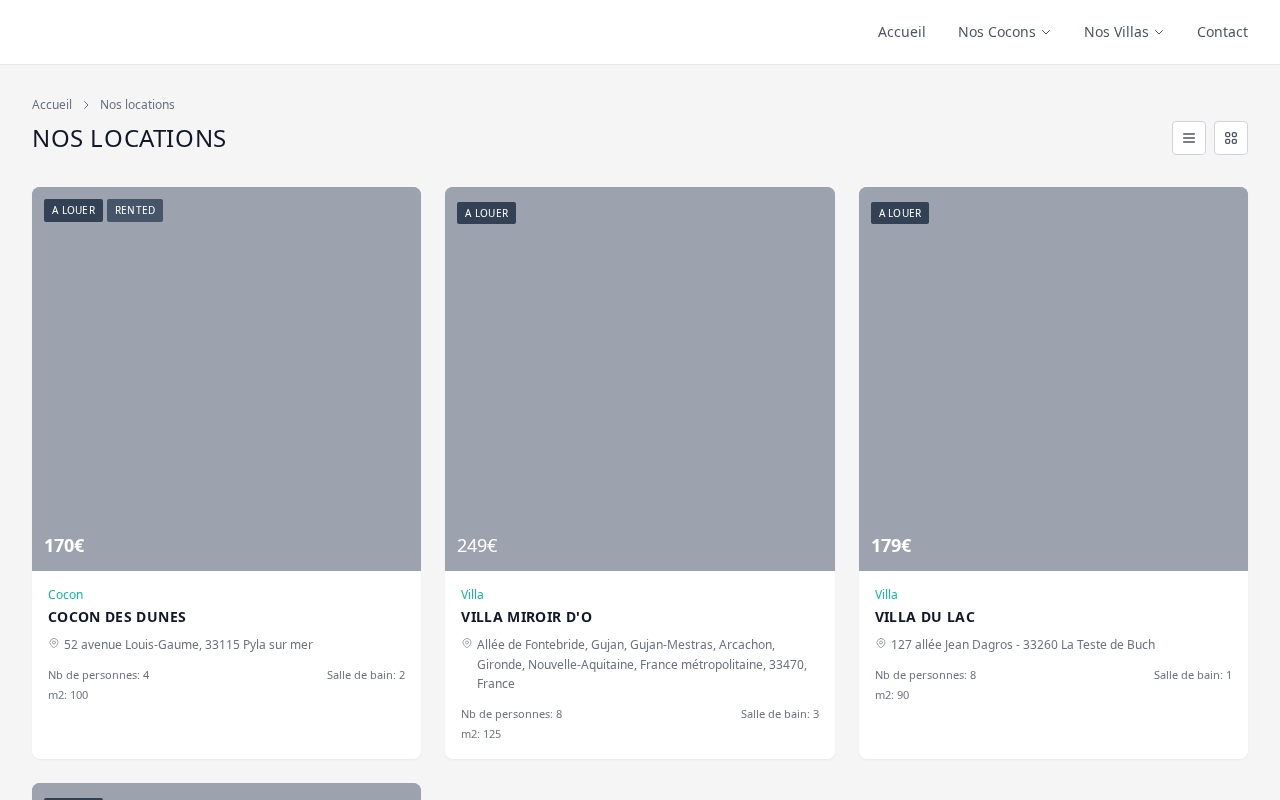 Accueil
Nos Cocons
Nos Villas
Contact
Accueil
Nos locations
NOS LOCATIONS
A LOUER
RENTED
170€
Cocon
COCON DES DUNES
52 avenue Louis-Gaume, 33115 Pyla sur mer
Nb de personnes: 4
Salle de bain: 2
m2: 100
A LOUER
249€
Villa
VILLA MIROIR D'O
Allée de Fontebride, Gujan, Gujan-Mestras, Arcachon,
Gironde, Nouvelle-Aquitaine, France métropolitaine, 33470,
France
Nb de personnes: 8
Salle de bain: 3
m2: 125
A LOUER
179€
Villa
VILLA DU LAC
127 allée Jean Dagros - 33260 La Teste de Buch
Nb de personnes: 8
Salle de bain: 1
m2: 90